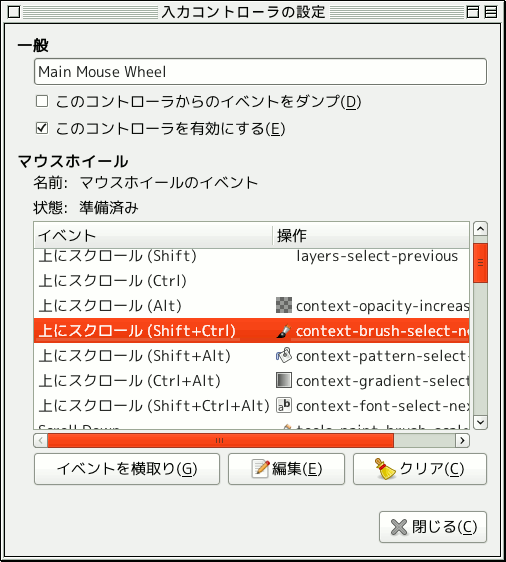 入力コントローラの設定
一般
Main Mouse Wheel
このコントローラからのイベントをダンプ(D)
このコントローラを有効にする(E)
マウスホイール
名前: マウスホイールのイベント
状態: 準備済み
イベント 操作
上にスクロール (Shift) layers-select-previous
上にスクロール (Ctrl)
上にスクロール (Alt) context-opacity-increas
上にスクロール (Shift+Ctrl) context-brush-select-ne
上にスクロール (Shift+Alt) context-pattern-select-
上にスクロール (Ctrl+Alt) context-gradient-select
上にスクロール (Shift+Ctrl+Alt) context-font-select-nex
Scroll Down tools-paint-brush-scale
イベントを横取り(G) 編集(E) クリア(C)
閉じる(C)